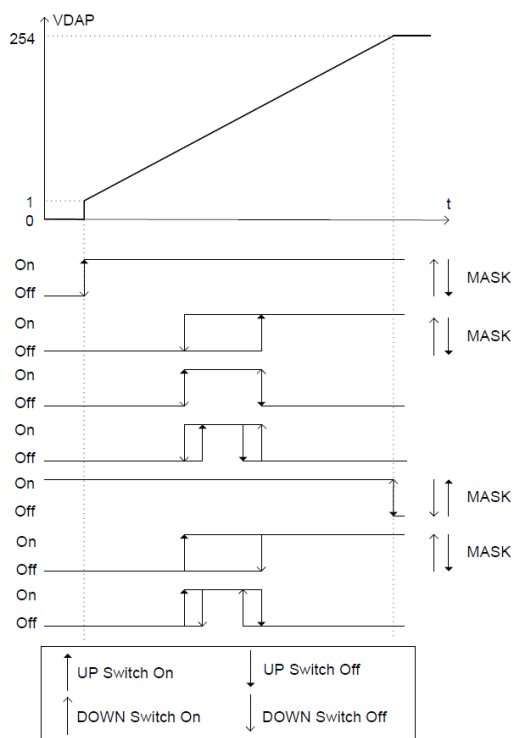 VDAP
254
1
t
0
On
Off
MASK
On
Off
MASK
On
Off
On
Off
On
Off
MASK
On
Off
MASK
On
Off
UP Switch On
UP Switch Off
DOWN Switch On
DOWN Switch Off